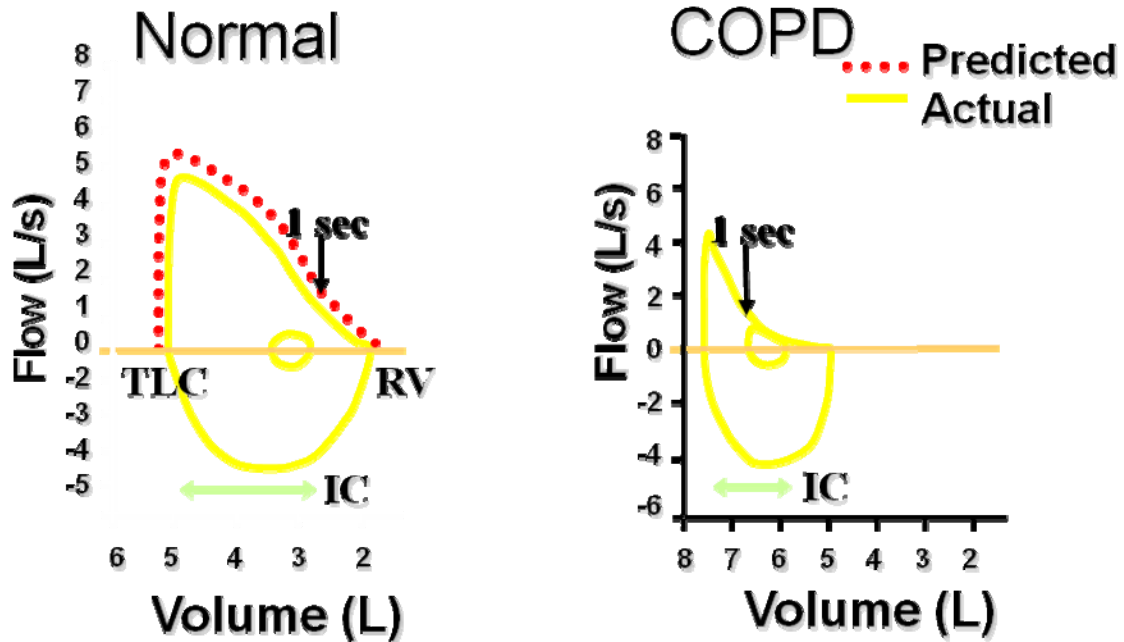 Normal
8
7
6
5
4
3
2
1
0
-2
-3
-4
-5
Flow (L/s)
1 sec
TLC
RV
IC
6 5 4 3 2
Volume (L)
COPD
Predicted
Actual
8
6
4
2
0
-2
-4
-6
Flow (L/s)
1 sec
IC
8 7 6 5 4 3 2
Volume (L)